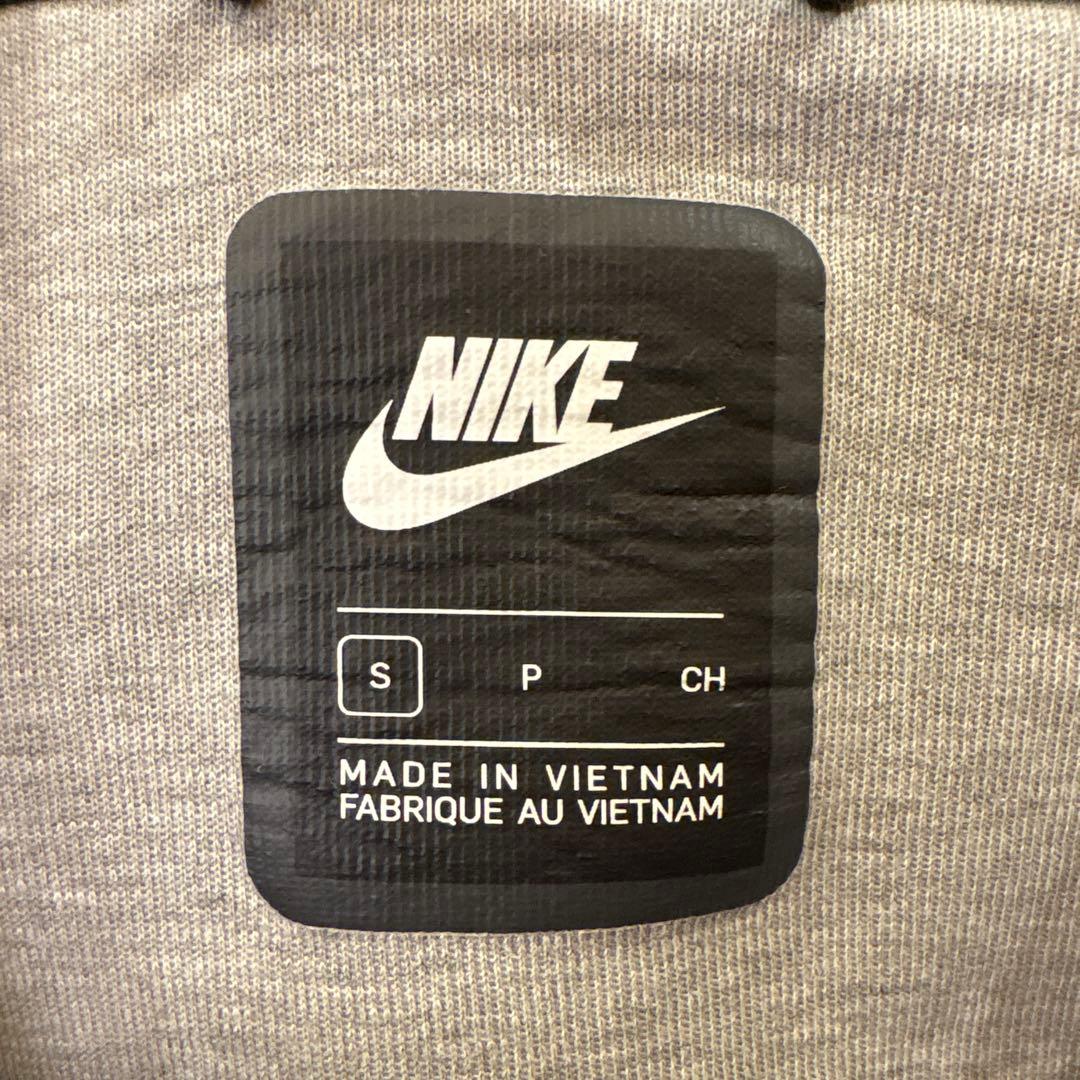 NIKE
S P CH
MADE IN VIETNAM
FABRIQUE AU VIETNAM